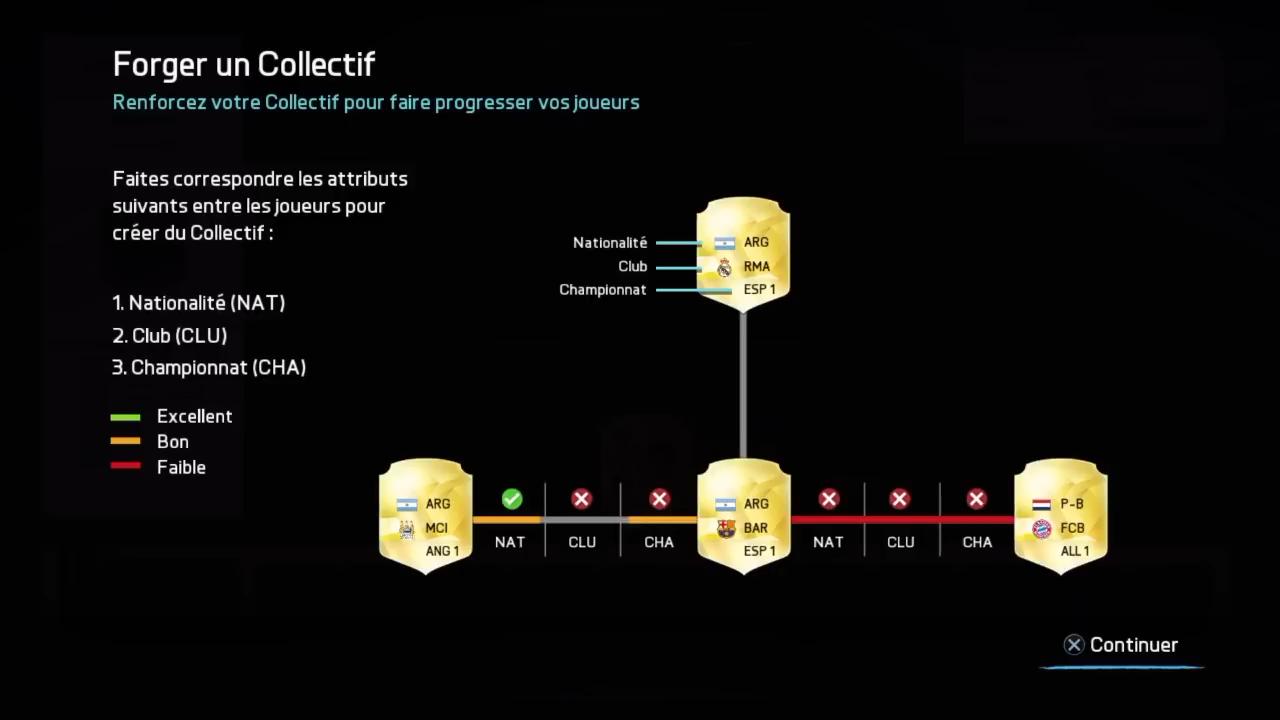 Forger un Collectif
Renforcez votre Collectif pour faire progresser vos joueurs
Faites correspondre les attributs
suivants entre les joueurs pour
créer du Collectif :
1. Nationalité (NAT)
2. Club (CLU)
3. Championnat (CHA)
Excellent
Bon
Faible
Nationalité
Club
Championnat
ARG
RMA
ESP 1
ARG
MCI
ANG 1
NAT
CLU
CHA
ARG
BAR
ESP 1
NAT
CLU
CHA
P-B
FCB
ALL 1
Continuer